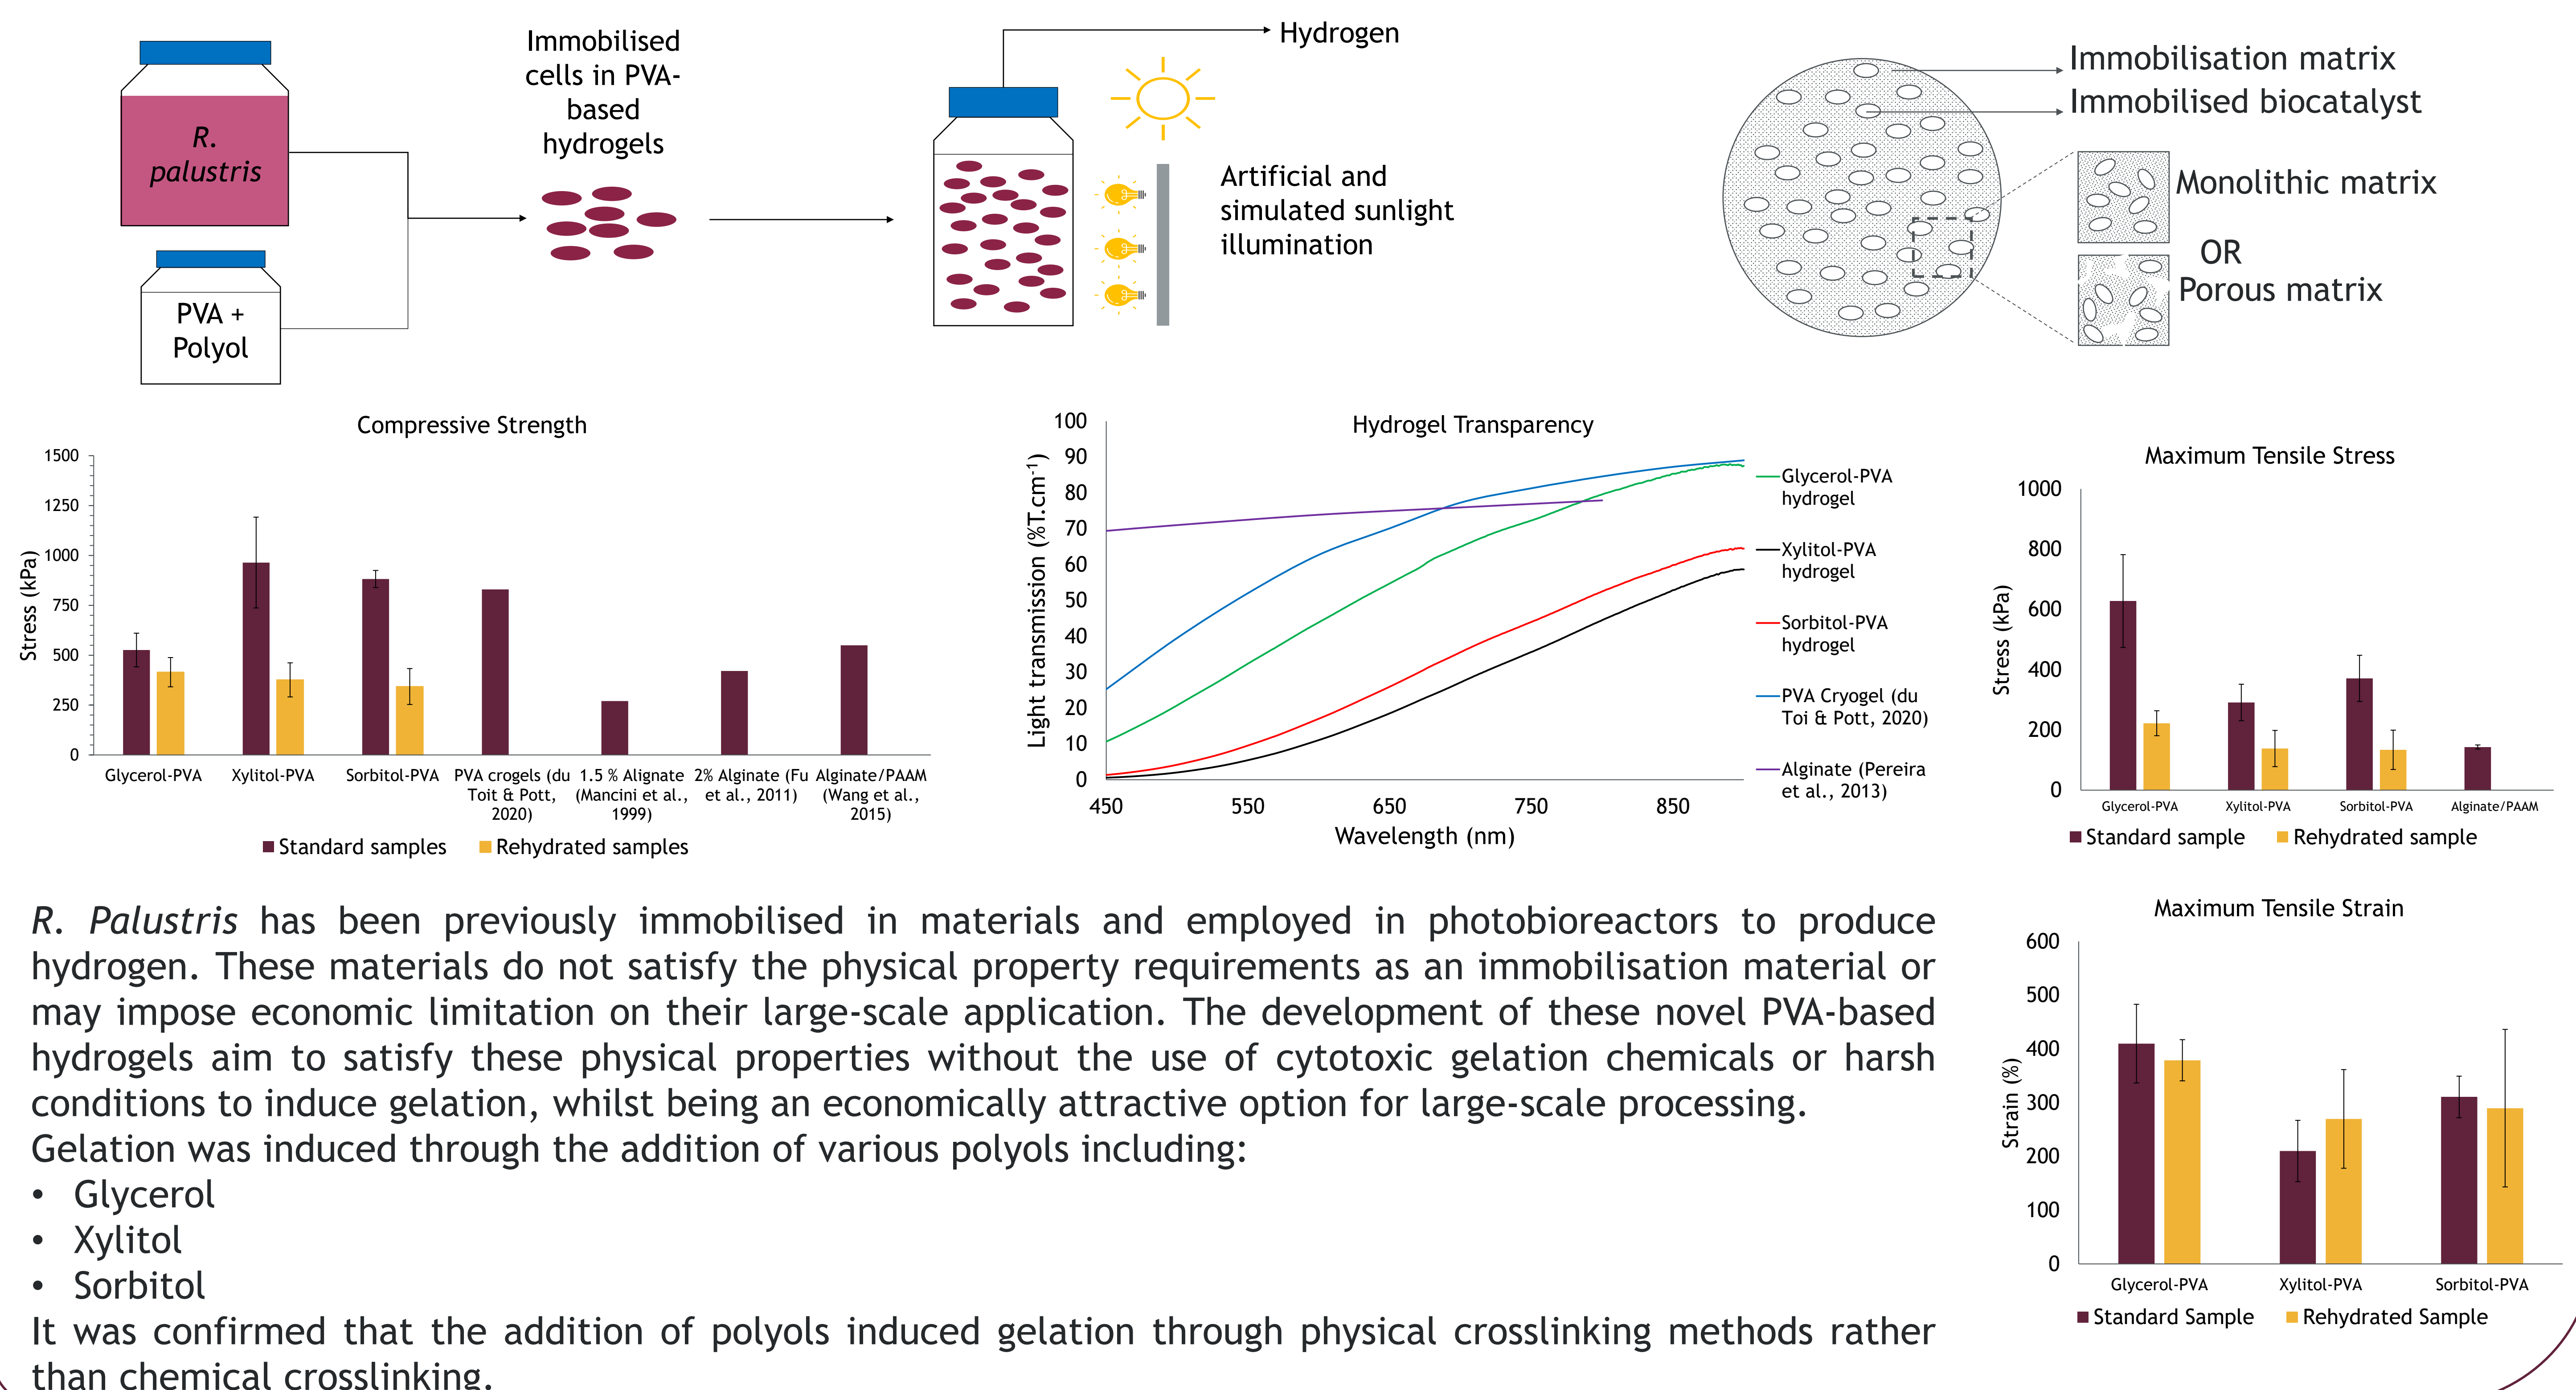 R.
palustris
PVA +
Polyol
Immobilised
cells in PVA-
based
hydrogels
Hydrogen
Artificial and
simulated sunlight
illumination
Immobilisation matrix
Immobilised biocatalyst
Monolithic matrix
OR
Porous matrix
Compressive Strength
Stress (kPa)
1500
1250
1000
750
500
250
0
Glycerol-PVA
Xylitol-PVA
Sorbitol-PVA
PVA crogels (du
Toit & Pott,
2020)
1.5 % Alignate
(Mancini et al.,
1999)
2% Alginate (Fu
et al., 2011)
Alginate/PAAM
(Wang et al.,
2015)
Standard samples
Rehydrated samples
Hydrogel Transparency
Light transmission (%T.cm-1)
100
90
80
70
60
50
40
30
20
10
0
450
550
650
750
850
Wavelength (nm)
Glycerol-PVA
hydrogel
Xylitol-PVA
hydrogel
Sorbitol-PVA
hydrogel
PVA Cryogel (du
Toi & Pott, 2020)
Alginate (Pereira
et al., 2013)
Maximum Tensile Stress
Stress (kPa)
1000
800
600
400
200
0
Glycerol-PVA
Xylitol-PVA
Sorbitol-PVA
Alginate/PAAM
Standard sample
Rehydrated sample
R. Palustris has been previously immobilised in materials and employed in photobioreactors to produce
hydrogen. These materials do not satisfy the physical property requirements as an immobilisation material or
may impose economic limitation on their large-scale application. The development of these novel PVA-based
hydrogels aim to satisfy these physical properties without the use of cytotoxic gelation chemicals or harsh
conditions to induce gelation, whilst being an economically attractive option for large-scale processing.
Gelation was induced through the addition of various polyols including:
• Glycerol
• Xylitol
• Sorbitol
It was confirmed that the addition of polyols induced gelation through physical crosslinking methods rather
than chemical crosslinking.
Maximum Tensile Strain
Strain (%)
600
500
400
300
200
100
0
Glycerol-PVA
Xylitol-PVA
Sorbitol-PVA
Standard Sample
Rehydrated Sample